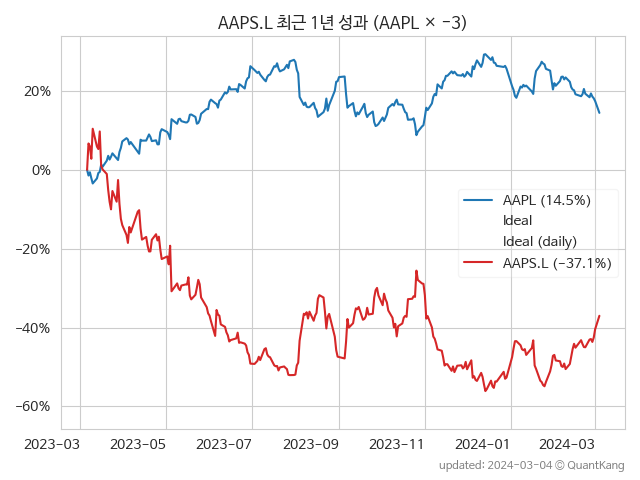 AAPS.L 최근 1년 성과 (AAPL × −3)
20%
0%
−20%
−40%
−60%
AAPL (14.5%)
Ideal
Ideal (daily)
AAPS.L (−37.1%)
2023−03
2023−05
2023−07
2023−09
2023−11
2024−01
2024−03
updated: 2024−03−04 © QuantKang